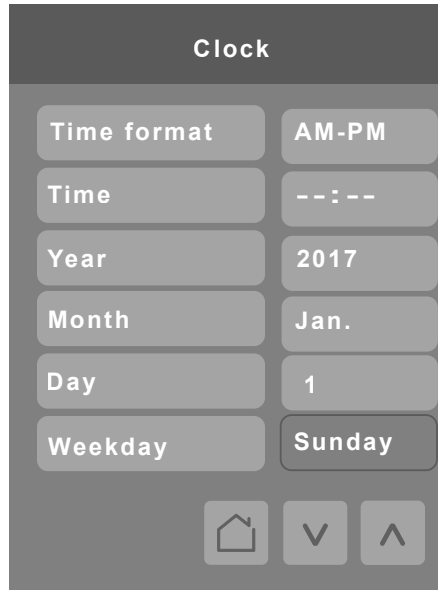 Clock
Time format AM-PM
Time --:--
Year 2017
Month Jan.
Day 1
Weekday Sunday